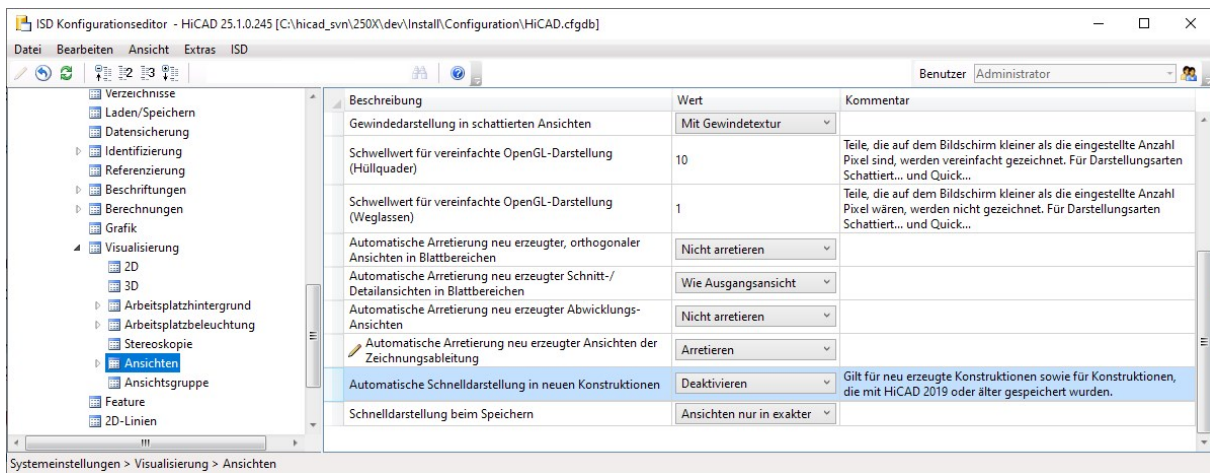 ISD Konfigurationseditor - HiCAD 25.1.0.245 [C:\hicad_svn\250X\dev\Install\Configuration\HiCAD.cfgdb]
Datei Bearbeiten Ansicht Extras ISD
2 3
Benutzer Administrator
Verzeichnisse
Laden/Speichern
Datensicherung
Identifizierung
Referenzierung
Beschriftungen
Berechnungen
Grafik
Visualisierung
2D
3D
Arbeitsplatzhintergrund
Arbeitsplatzbeleuchtung
Stereoskopie
Ansichten
Ansichtsgruppe
Feature
2D-Linien
Beschreibung Wert Kommentar
Gewindedarstellung in schattierten Ansichten Mit Gewindetextur
Schwellwert für vereinfachte OpenGL-Darstellung
(Hüllquader)
10
Teile, die auf dem Bildschirm kleiner als die eingestellte Anzahl
Pixel sind, werden vereinfacht gezeichnet. Für Darstellungsarten
Schattiert... und Quick...
Schwellwert für vereinfachte OpenGL-Darstellung
(Weglassen)
1
Teile, die auf dem Bildschirm kleiner als die eingestellte Anzahl
Pixel wären, werden nicht gezeichnet. Für Darstellungsarten
Schattiert... und Quick...
Automatische Arretierung neu erzeugter, orthogonaler
Ansichten in Blattbereichen
Nicht arretieren
Automatische Arretierung neu erzeugter Schnitt-/
Detailansichten in Blattbereichen
Wie Ausgangsansicht
Automatische Arretierung neu erzeugter Abwicklungs-
Ansichten
Nicht arretieren
Automatische Arretierung neu erzeugter Ansichten der
Zeichnungsableitung
Arretieren
Automatische Schnelldarstellung in neuen Konstruktionen Deaktivieren
Gilt für neu erzeugte Konstruktionen sowie für Konstruktionen,
die mit HiCAD 2019 oder älter gespeichert wurden.
Schnelldarstellung beim Speichern Ansichten nur in exakter
Systemeinstellungen > Visualisierung > Ansichten